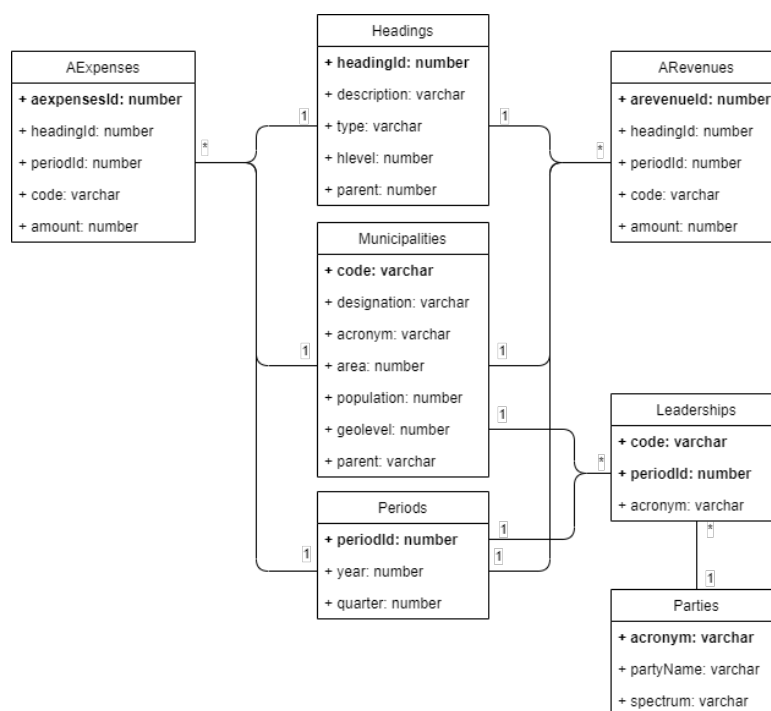 AExpenses
+ aexpensesId: number
+ headingId: number
+ periodId: number
+ code: varchar
+ amount: number
*
Headings
+ headingId: number
+ description: varchar
+ type: varchar
+ hlevel: number
+ parent: number
1
1
ARevenues
+ arevenueId: number
+ headingId: number
+ periodId: number
+ code: varchar
+ amount: number
*
Municipalities
+ code: varchar
+ designation: varchar
+ acronym: varchar
+ area: number
+ population: number
+ geolevel: number
+ parent: varchar
1
1
1
Leaderships
+ code: varchar
+ periodId: number
+ acronym: varchar
*
*
Periods
+ periodId: number
+ year: number
+ quarter: number
1
1
1
1
Parties
+ acronym: varchar
+ partyName: varchar
+ spectrum: varchar